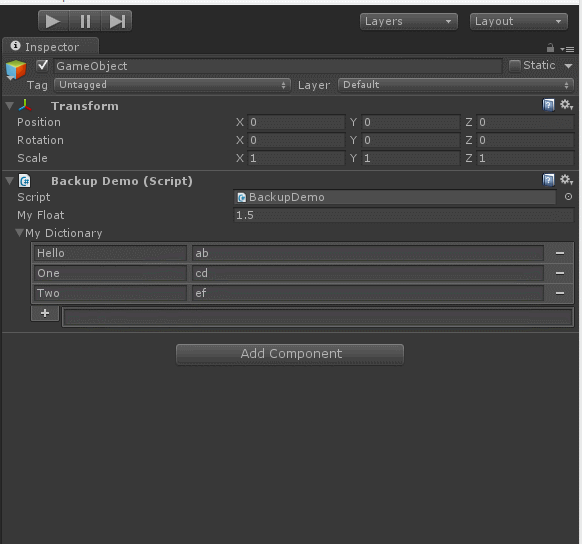 Layers Layout
Inspector
GameObject Static
Tag Untagged Layer Default
Transform
Position X 0 Y 0 Z 0
Rotation X 0 Y 0 Z 0
Scale X 1 Y 1 Z 1
Backup Demo (Script)
Script BackupDemo
My Float 1.5
My Dictionary
Hello ab
One cd
Two ef
+
Add Component